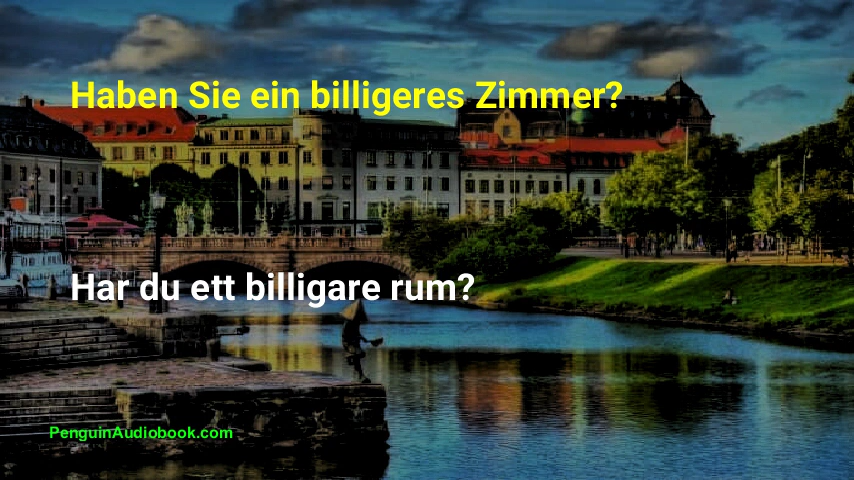 Haben Sie ein billigeres Zimmer?
Har du ett billigare rum?
PenguinAudiobook.com